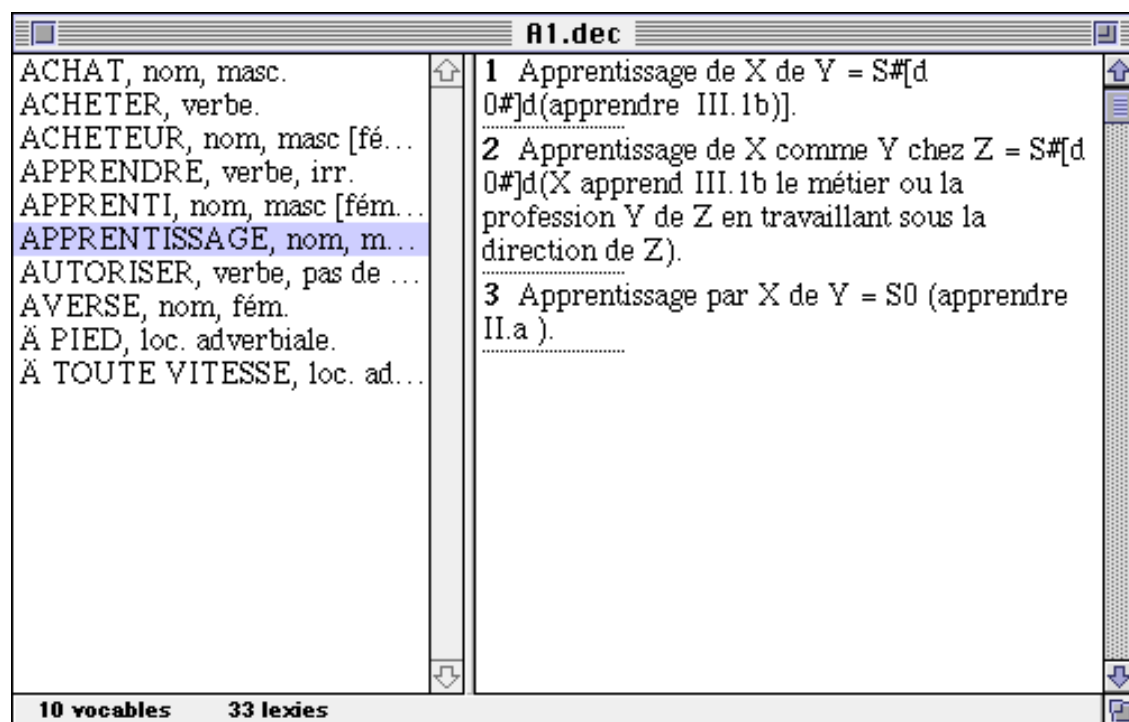 A1.dec
ACHAT, nom, masc.
ACHETER, verbe.
ACHETEUR, nom, masc [fé...
APPRENDRE, verbe, irr.
APPRENTI, nom, masc [fém...
APPRENTISSAGE, nom, m...
AUTORISER, verbe, pas de ...
AVERSE, nom, fém.
Ä PIED, loc. adverbiale.
Ä TOUTE VITESSE, loc. ad...
1 Apprentissage de X de Y = S#[d
0#]d(apprendre III.1b)].
2 Apprentissage de X comme Y chez Z = S#[d
0#]d(X apprend III.1b le métier ou la
profession Y de Z en travaillant sous la
direction de Z).
3 Apprentissage par X de Y = S0 (apprendre
II.a ).
10 vocables 33 lexies